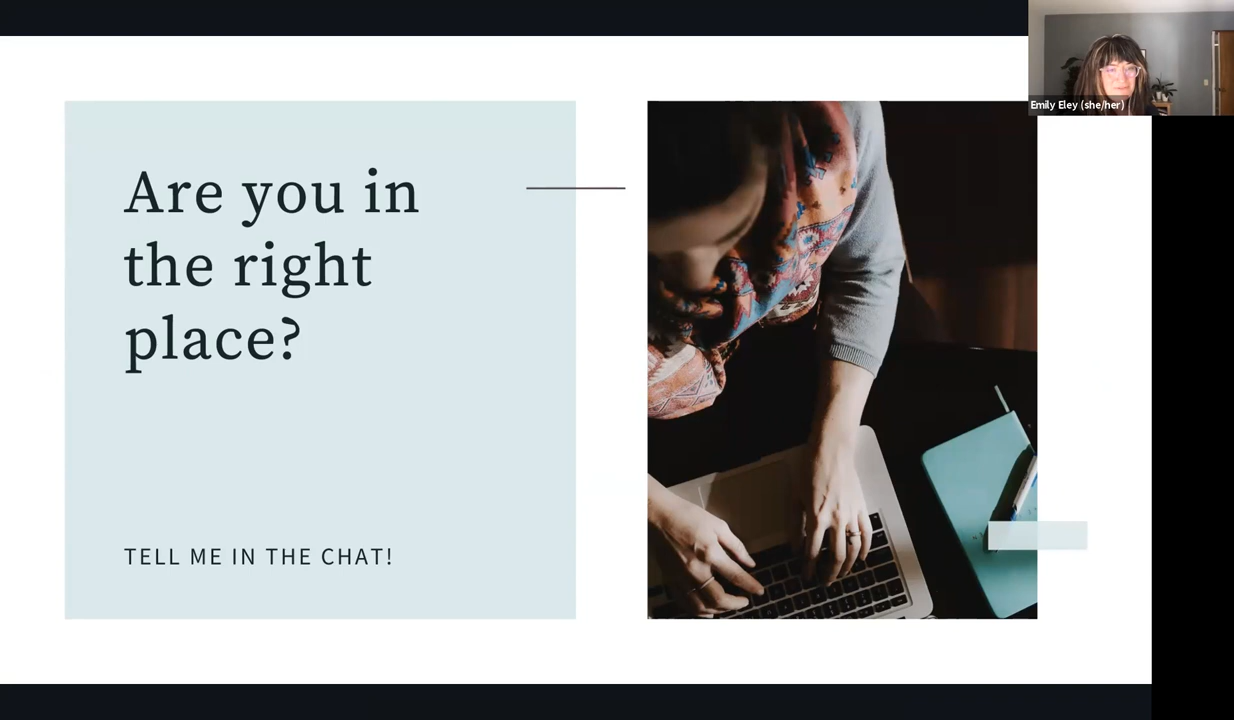 Are you in
the right
place?
TELL ME IN THE CHAT!
Emily Eley (she/her)